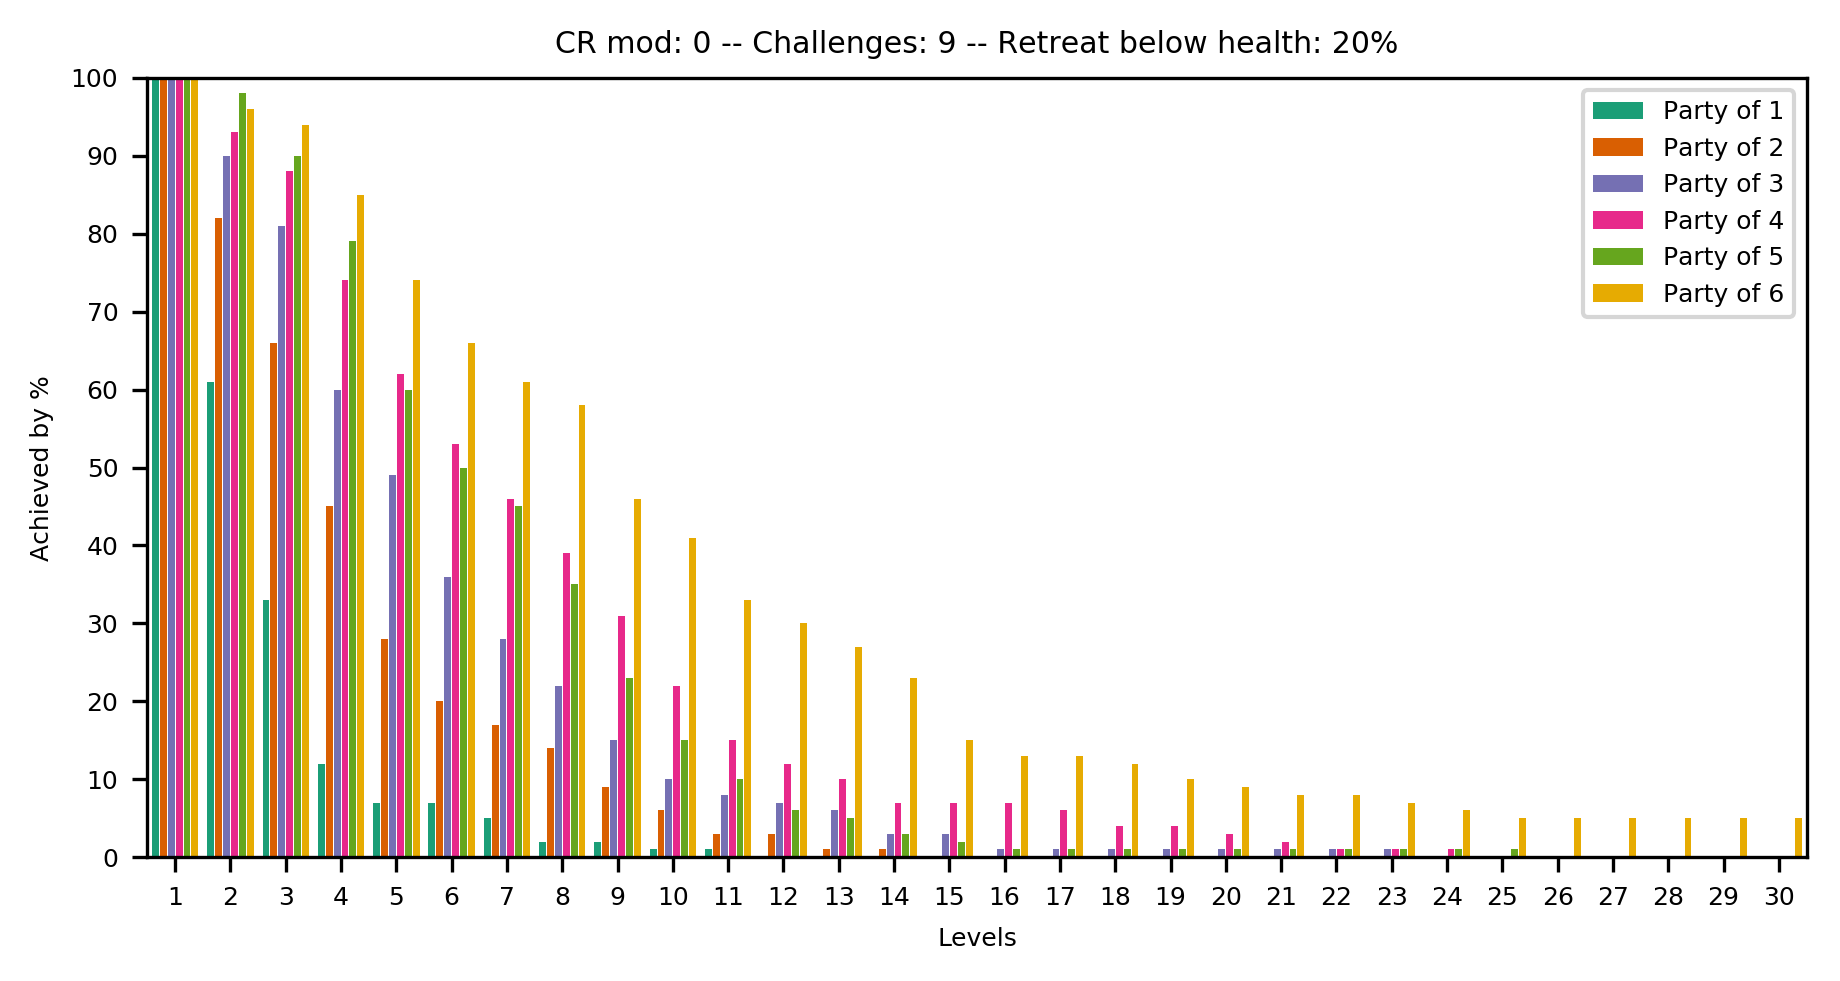 CR mod: 0 -- Challenges: 9 -- Retreat below health: 20%
100
90
80
70
60
50
40
30
20
10
0
Achieved by %
Party of 1
Party of 2
Party of 3
Party of 4
Party of 5
Party of 6
1 2 3 4 5 6 7 8 9 10 11 12 13 14 15 16 17 18 19 20 21 22 23 24 25 26 27 28 29 30
Levels